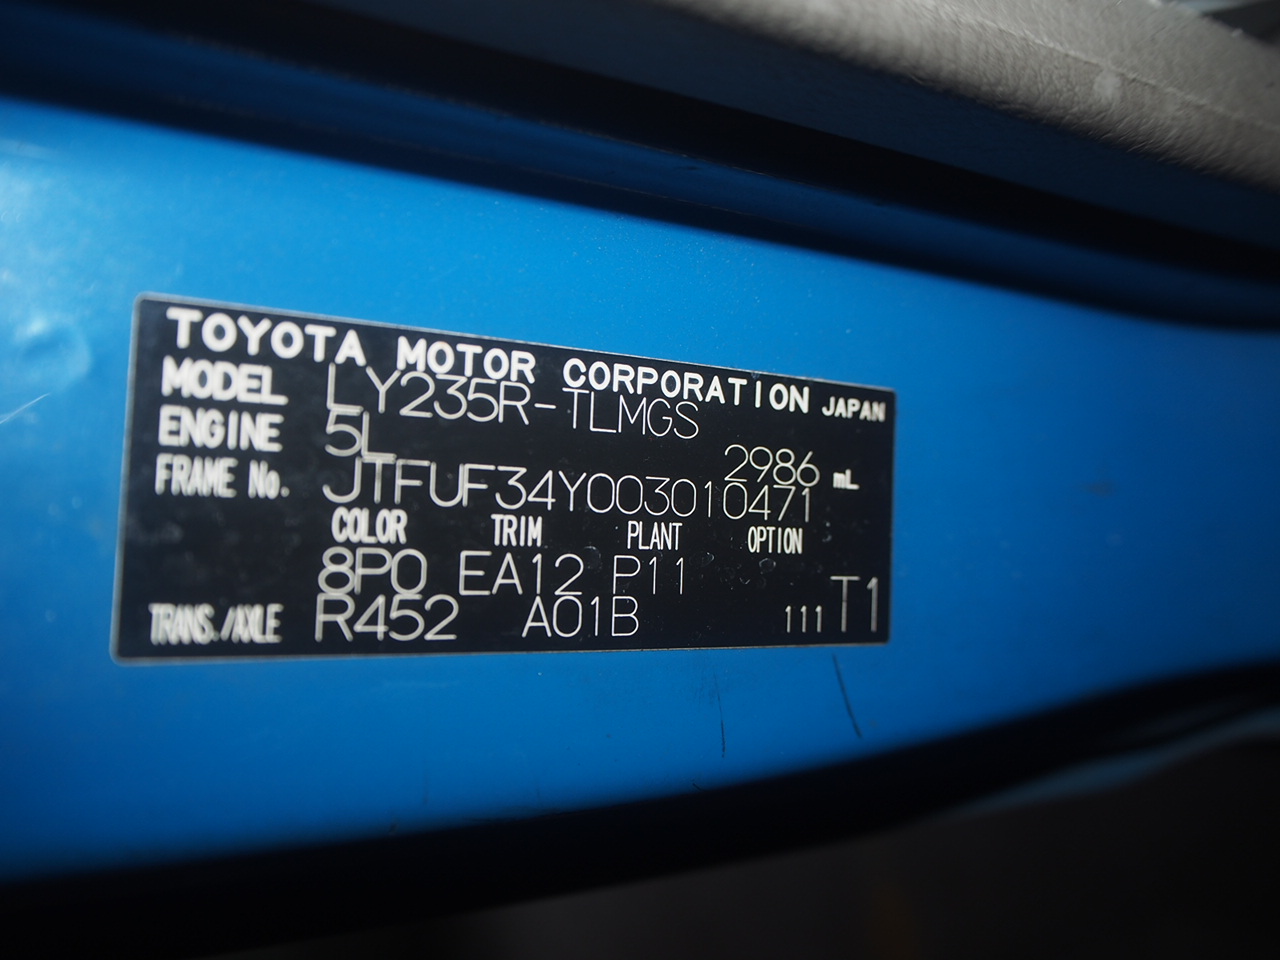 TOYOTA MOTOR CORPORATION JAPAN
MODEL LY235R-TLMGS
ENGINE 5L 2986 mL
FRAME No. JTFUF34Y003010471
COLOR TRIM PLANT OPTION
8P0 EA12 P11
TRANS./AXLE R452 A01B 111 T1